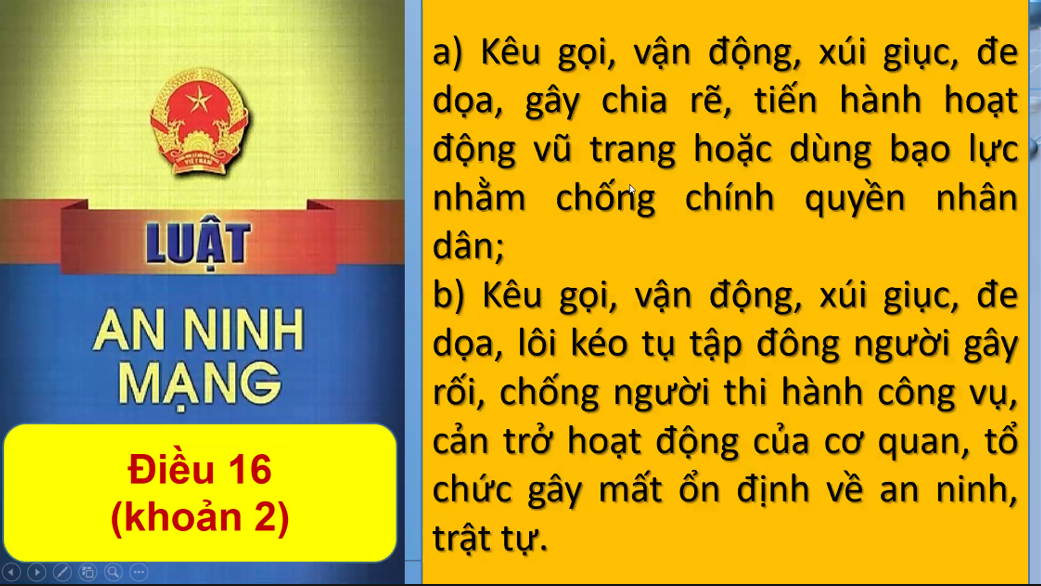 LUẬT
AN NINH
MẠNG
Điều 16
(khoản 2)
a) Kêu gọi, vận động, xúi giục, đe
dọa, gây chia rẽ, tiến hành hoạt
động vũ trang hoặc dùng bạo lực
nhằm chống chính quyền nhân
dân;
b) Kêu gọi, vận động, xúi giục, đe
dọa, lôi kéo tụ tập đông người gây
rối, chống người thi hành công vụ,
cản trở hoạt động của cơ quan, tổ
chức gây mất ổn định về an ninh,
trật tự.